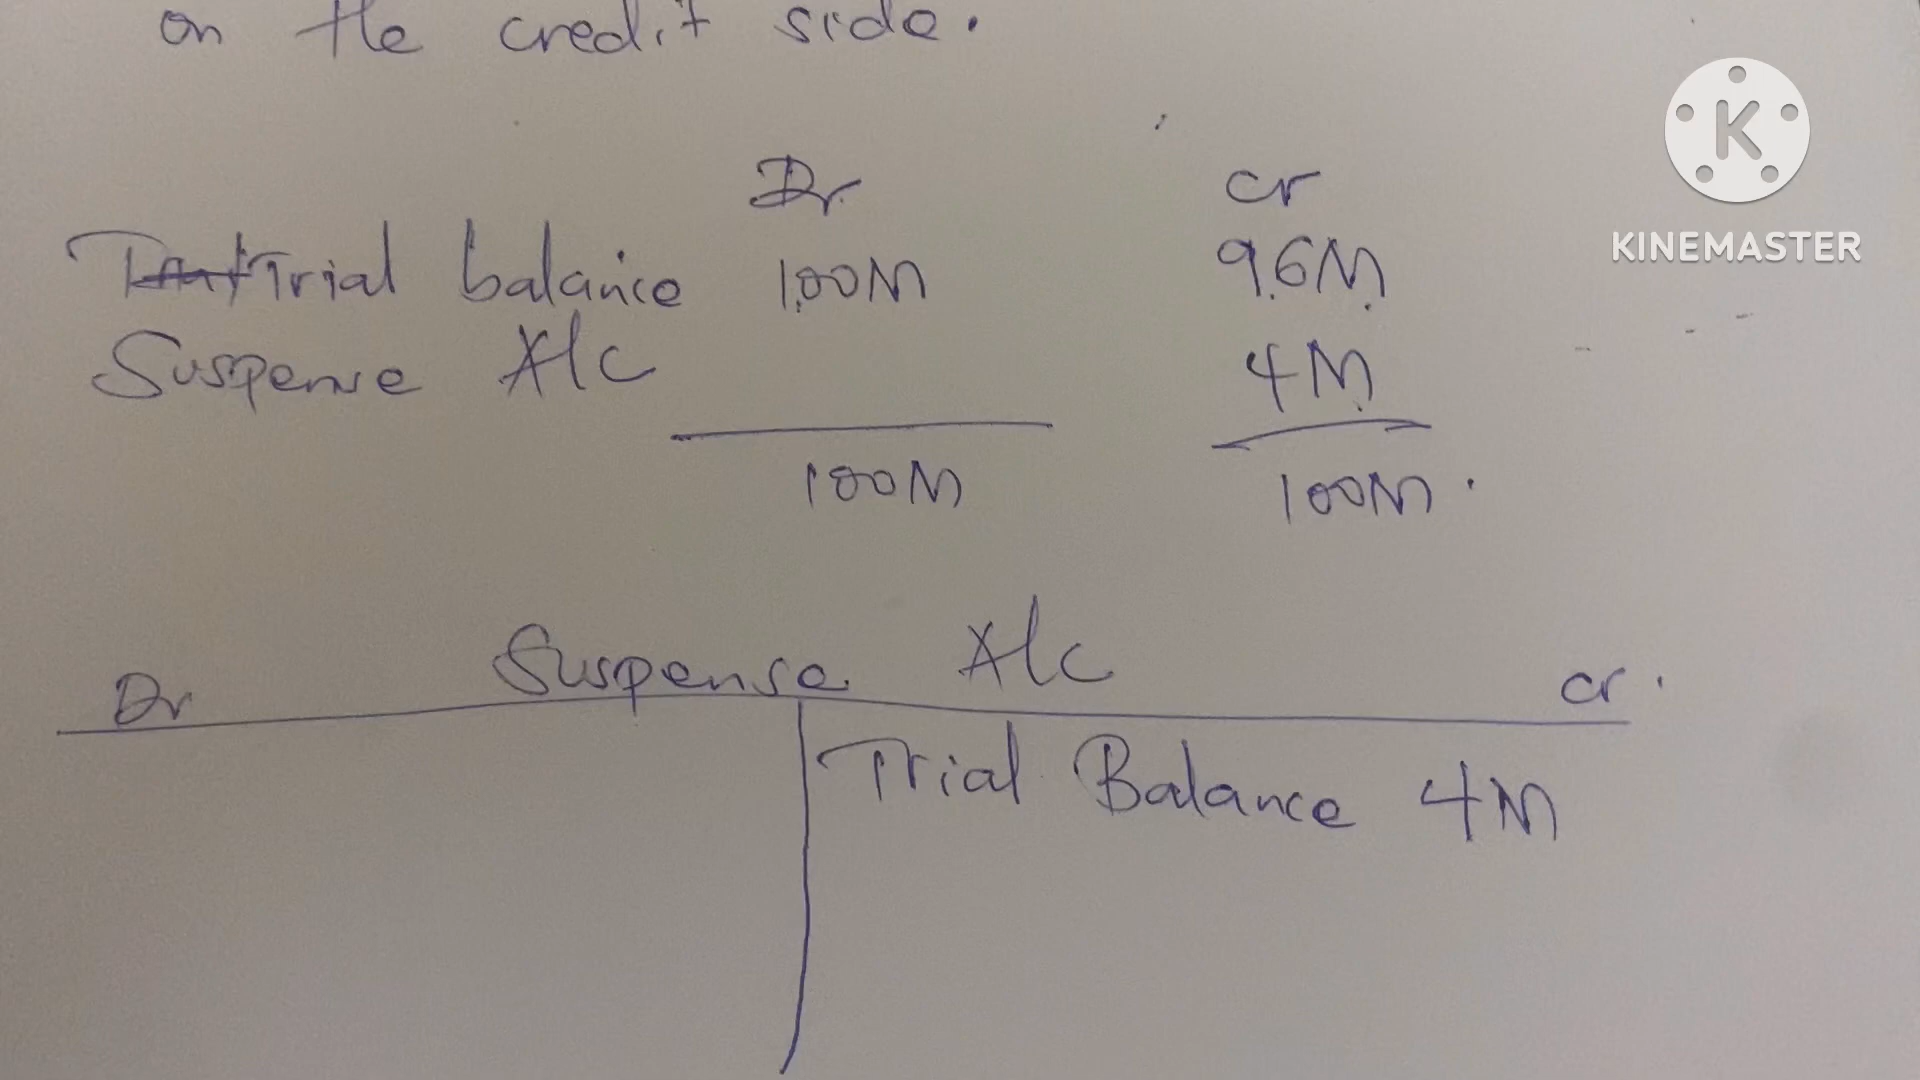 on the credit side.
Dr. cr
Trial balance 100M 96M
Suspense A/c 4M
100M 100M.
Suspense A/c
Dr cr.
Trial Balance 4M
K
KINEMASTER